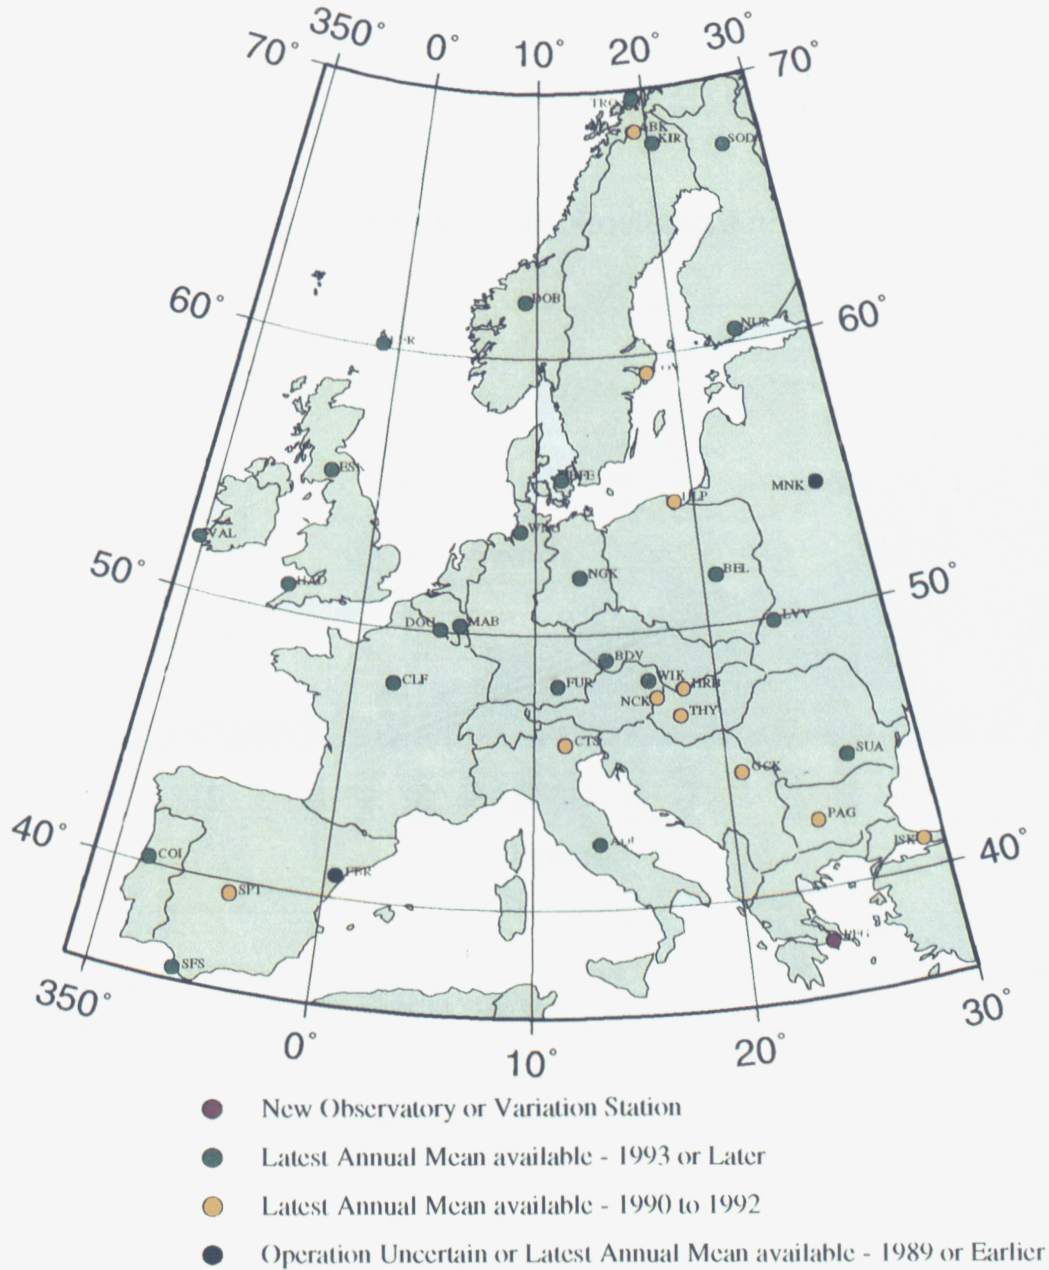 350° 0° 10° 20° 30°
70° 70°
TRO
ABK
KIR SOD
DOB
60° 60°
NUR
ESK
BFE
HLP
MNK
VAL
WNG
NGK BEL
50° 50°
HAD
LVV
DOU MAB
BDV
CLF FUR WIK HRB
NCK THY
CTS SUA
GCK
PAG
ISK
40° 40°
COI
EBR
SPT
SFS
350° 0° 10° 20° 30°
New Observatory or Variation Station
Latest Annual Mean available - 1993 or Later
Latest Annual Mean available - 1990 to 1992
Operation Uncertain or Latest Annual Mean available - 1989 or Earlier